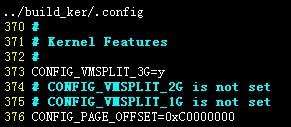 ../build_ker/.config
370 #
371 # Kernel Features
372 #
373 CONFIG_VMSPLIT_3G=y
374 # CONFIG_VMSPLIT_2G is not set
375 # CONFIG_VMSPLIT_1G is not set
376 CONFIG_PAGE_OFFSET=0xC0000000